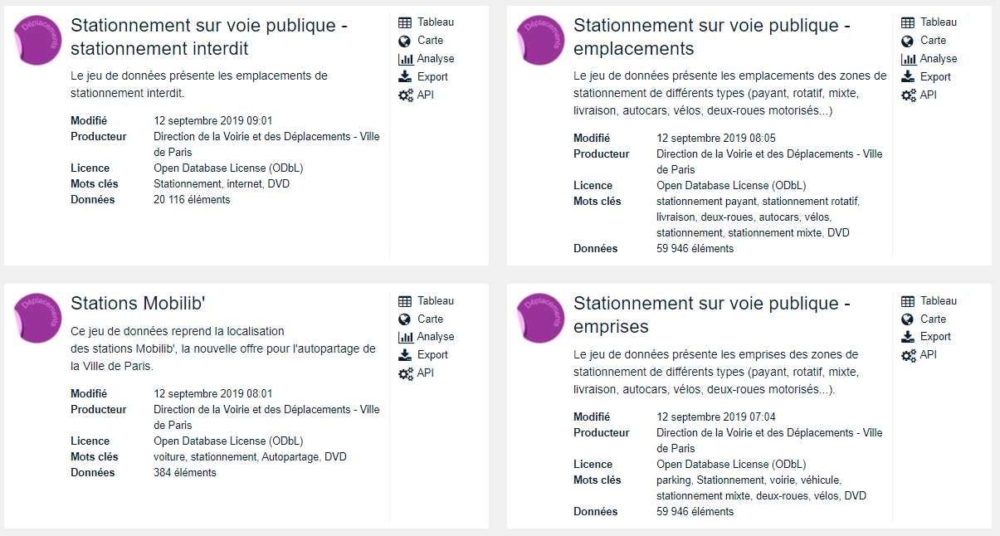 Déplacements
Stationnement sur voie publique -
stationnement interdit
Le jeu de données présente les emplacements de
stationnement interdit.
Modifié 12 septembre 2019 09:01
Producteur Direction de la Voirie et des Déplacements - Ville
de Paris
Licence Open Database License (ODbL)
Mots clés Stationnement, internet, DVD
Données 20 116 éléments
Tableau
Carte
Analyse
Export
API
Déplacements
Stationnement sur voie publique -
emplacements
Le jeu de données présente les emplacements des zones de
stationnement de différents types (payant, rotatif, mixte,
livraison, autocars, vélos, deux-roues motorisés...)
Modifié 12 septembre 2019 08:05
Producteur Direction de la Voirie et des Déplacements - Ville
de Paris
Licence Open Database License (ODbL)
Mots clés stationnement payant, stationnement rotatif,
livraison, deux-roues, autocars, vélos,
stationnement, stationnement mixte, DVD
Données 59 946 éléments
Tableau
Carte
Analyse
Export
API
Déplacements
Stations Mobilib'
Ce jeu de données reprend la localisation
des stations Mobilib', la nouvelle offre pour l'autopartage de
la Ville de Paris.
Modifié 12 septembre 2019 08:01
Producteur Direction de la Voirie et des Déplacements - Ville
de Paris
Licence Open Database License (ODbL)
Mots clés voiture, stationnement, Autopartage, DVD
Données 384 éléments
Tableau
Carte
Analyse
Export
API
Déplacements
Stationnement sur voie publique -
emprises
Le jeu de données présente les emprises des zones de
stationnement de différents types (payant, rotatif, mixte,
livraison, autocars, vélos, deux-roues motorisés...).
Modifié 12 septembre 2019 07:04
Producteur Direction de la Voirie et des Déplacements - Ville
de Paris
Licence Open Database License (ODbL)
Mots clés parking, Stationnement, voirie, véhicule,
stationnement mixte, deux-roues, vélos, DVD
Données 59 946 éléments
Tableau
Carte
Export
API